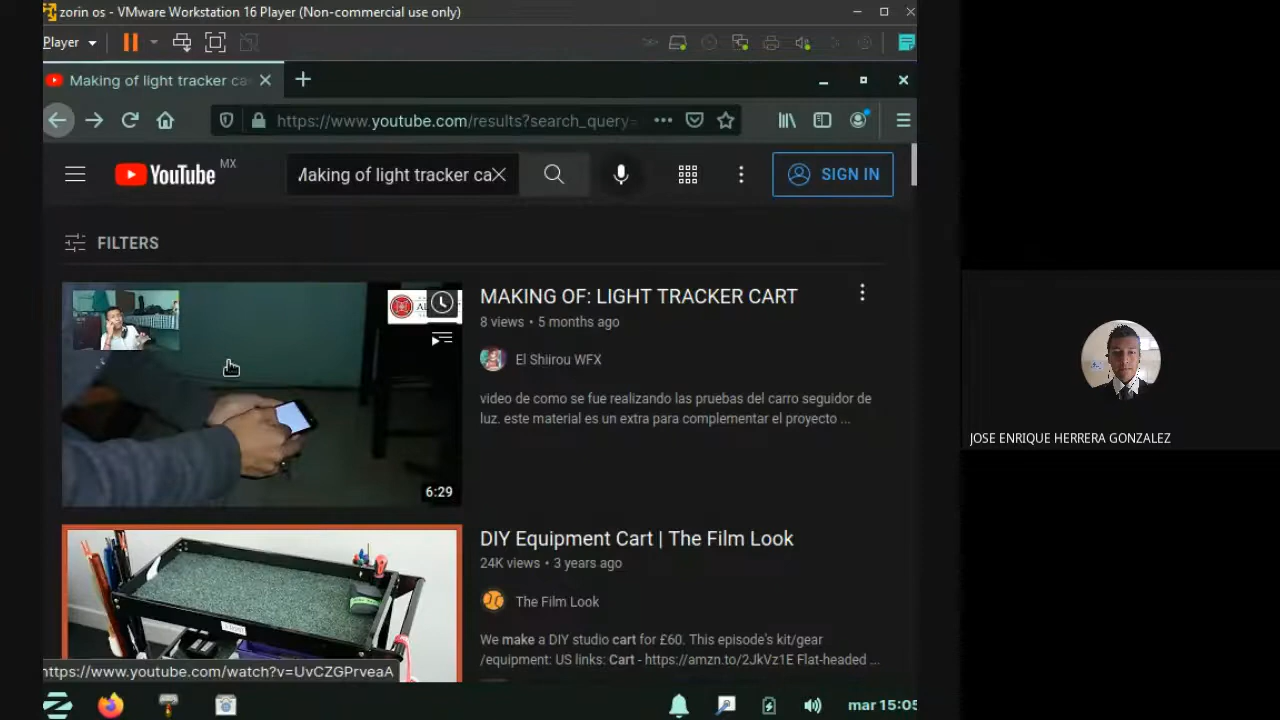 zorin os - VMware Workstation 16 Player (Non-commercial use only)
Player
Making of light tracker ca
https://www.youtube.com/results?search_query=
YouTube MX
Making of light tracker ca
SIGN IN
FILTERS
MAKING OF: LIGHT TRACKER CART
8 views • 5 months ago
El Shiirou WFX
video de como se fue realizando las pruebas del carro seguidor de
luz. este material es un extra para complementar el proyecto ...
6:29
JOSE ENRIQUE HERRERA GONZALEZ
DIY Equipment Cart | The Film Look
24K views • 3 years ago
The Film Look
We make a DIY studio cart for £60. This episode's kit/gear
/equipment: US links: Cart - https://amzn.to/2JkVz1E Flat-headed ...
https://www.youtube.com/watch?v=UvCZGPrveaA
mar 15:05